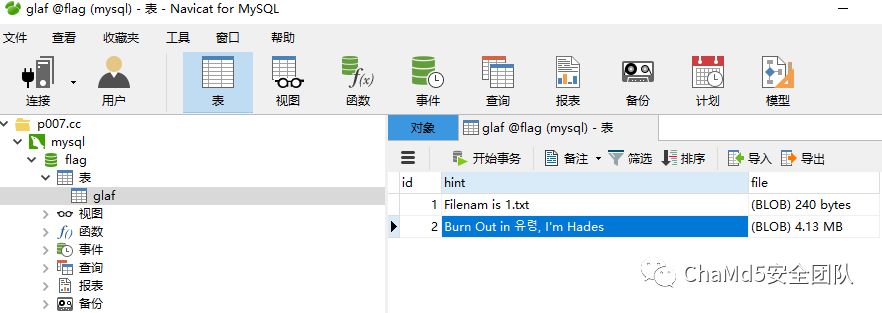 glaf @flag (mysql) - 表 - Navicat for MySQL
文件 查看 收藏夹 工具 窗口 帮助
连接 用户 表 视图 函数 事件 查询 报表 备份 计划 模型
p007.cc
mysql
flag
表
glaf
视图
函数
事件
查询
报表
备份
对象 glaf @flag (mysql) - 表
开始事务 备注 筛选 排序 导入 导出
id hint file
1 Filenam is 1.txt (BLOB) 240 bytes
2 Burn Out in 유령, I'm Hades (BLOB) 4.13 MB
ChaMd5安全团队